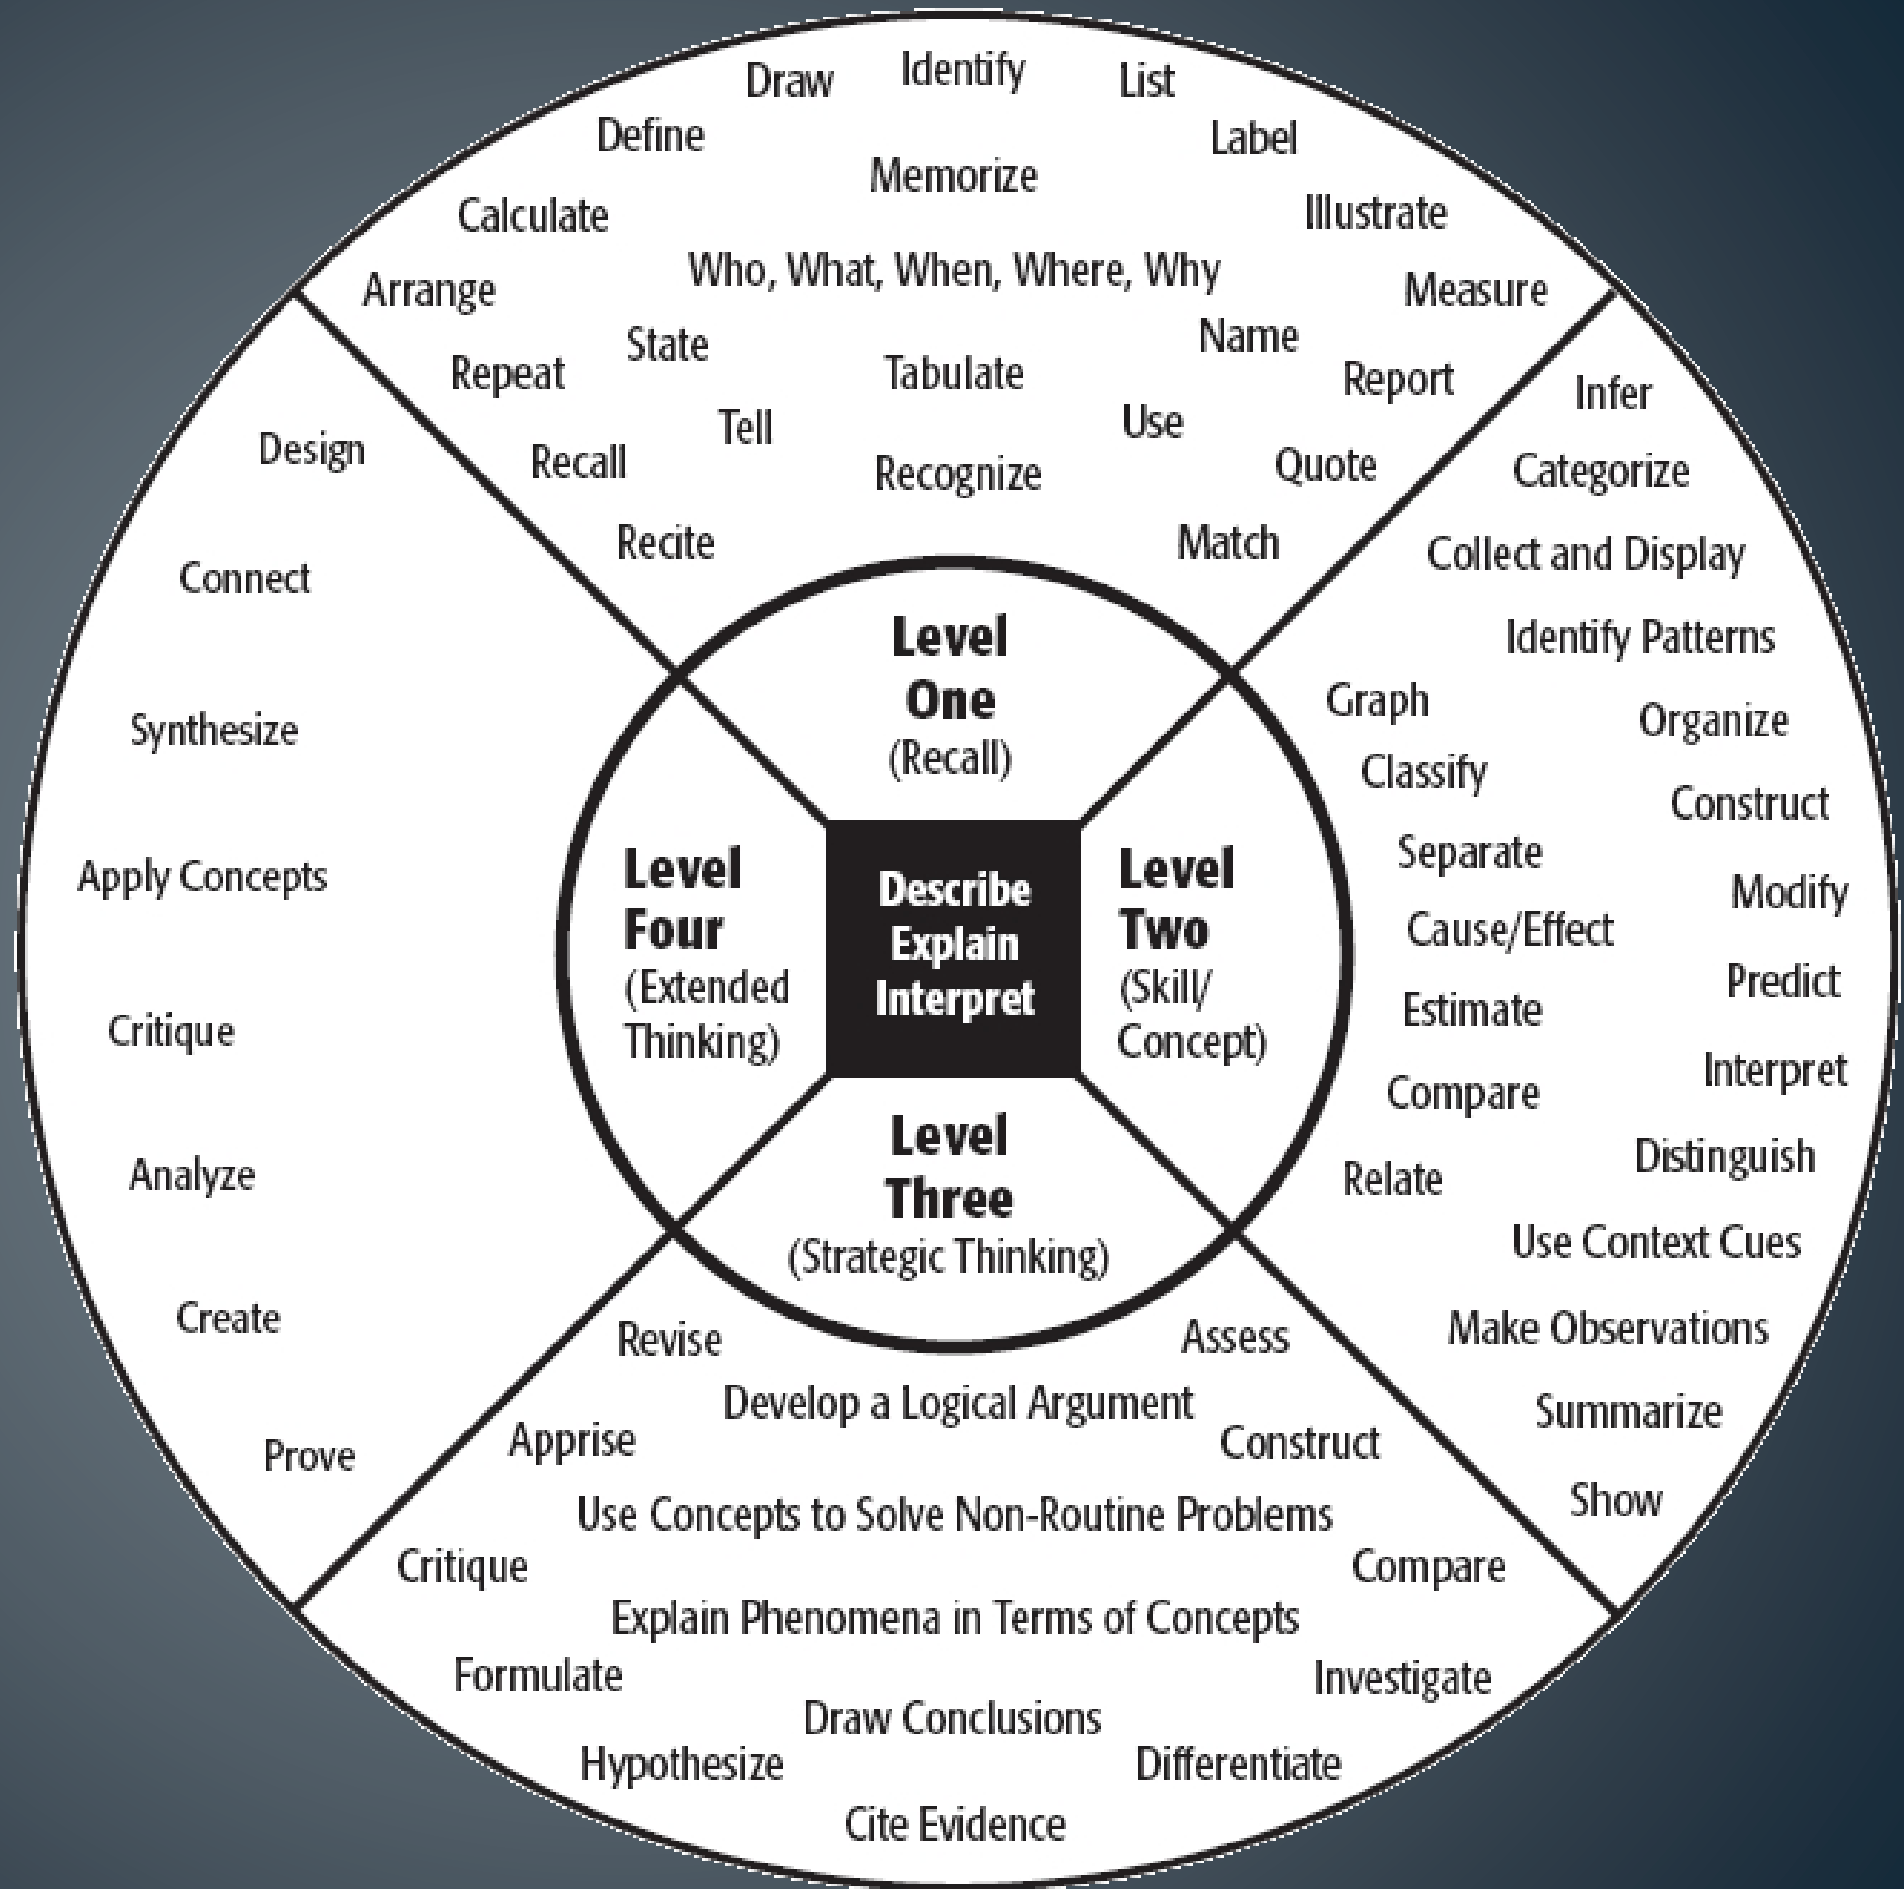 Draw
Identify
List
Define
Label
Memorize
Calculate
Illustrate
Who, What, When, Where, Why
Arrange
Measure
State
Name
Repeat
Tabulate
Report
Tell
Use
Recall
Recognize
Quote
Recite
Match
Level
One
(Recall)
Infer
Categorize
Collect and Display
Identify Patterns
Graph
Organize
Classify
Construct
Separate
Modify
Cause/Effect
Predict
Estimate
Interpret
Compare
Distinguish
Relate
Use Context Cues
Make Observations
Summarize
Show
Level
Two
(Skill/
Concept)
Describe
Explain
Interpret
Level
Three
(Strategic Thinking)
Revise
Assess
Develop a Logical Argument
Apprise
Construct
Use Concepts to Solve Non-Routine Problems
Critique
Compare
Explain Phenomena in Terms of Concepts
Formulate
Investigate
Draw Conclusions
Hypothesize
Differentiate
Cite Evidence
Level
Four
(Extended
Thinking)
Design
Connect
Synthesize
Apply Concepts
Critique
Analyze
Create
Prove